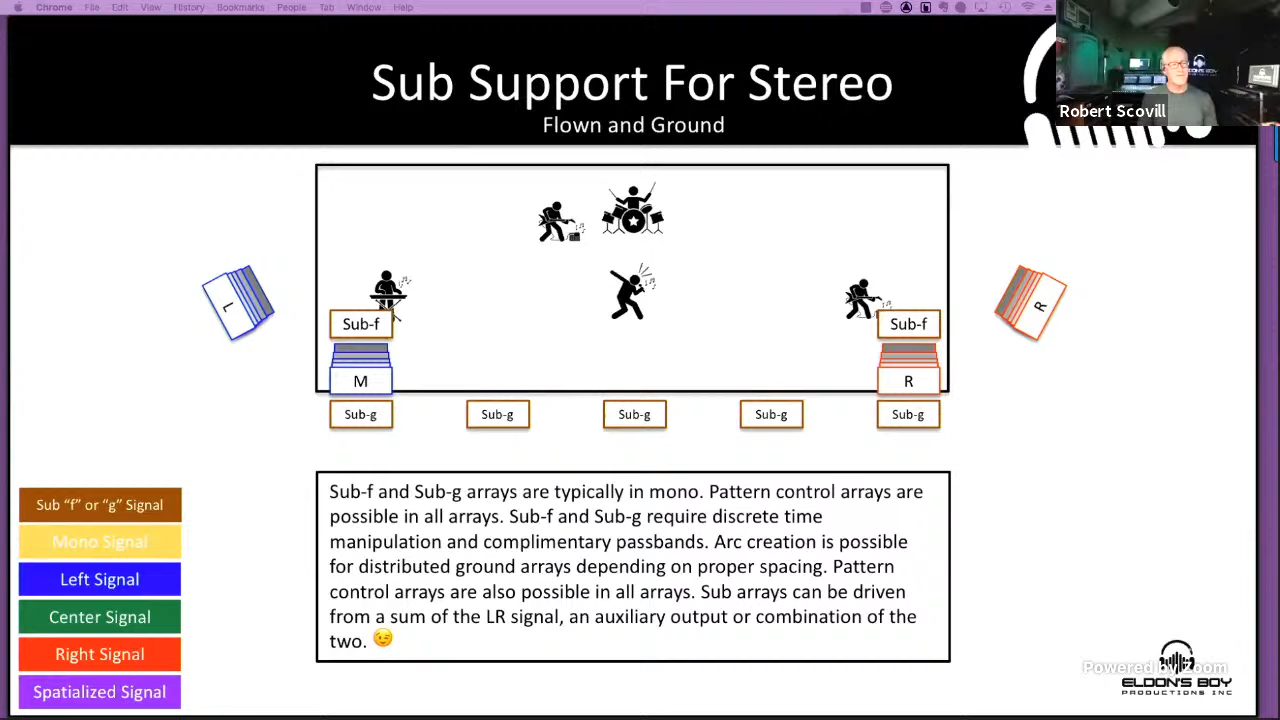 Chrome File Edit View History Bookmarks People Tab Window Help
Sub Support For Stereo
Flown and Ground
Robert Scovill
L
R
Sub-f
Sub-f
M
R
Sub-g
Sub-g
Sub-g
Sub-g
Sub-g
Sub-f and Sub-g arrays are typically in mono. Pattern control arrays are
possible in all arrays. Sub-f and Sub-g require discrete time
manipulation and complimentary passbands. Arc creation is possible
for distributed ground arrays depending on proper spacing. Pattern
control arrays are also possible in all arrays. Sub arrays can be driven
from a sum of the LR signal, an auxiliary output or combination of the
two. 😉
Sub “f” or “g” Signal
Mono Signal
Left Signal
Center Signal
Right Signal
Spatialized Signal
Powered by Zoom
ELDON'S BOY
PRODUCTIONS INC